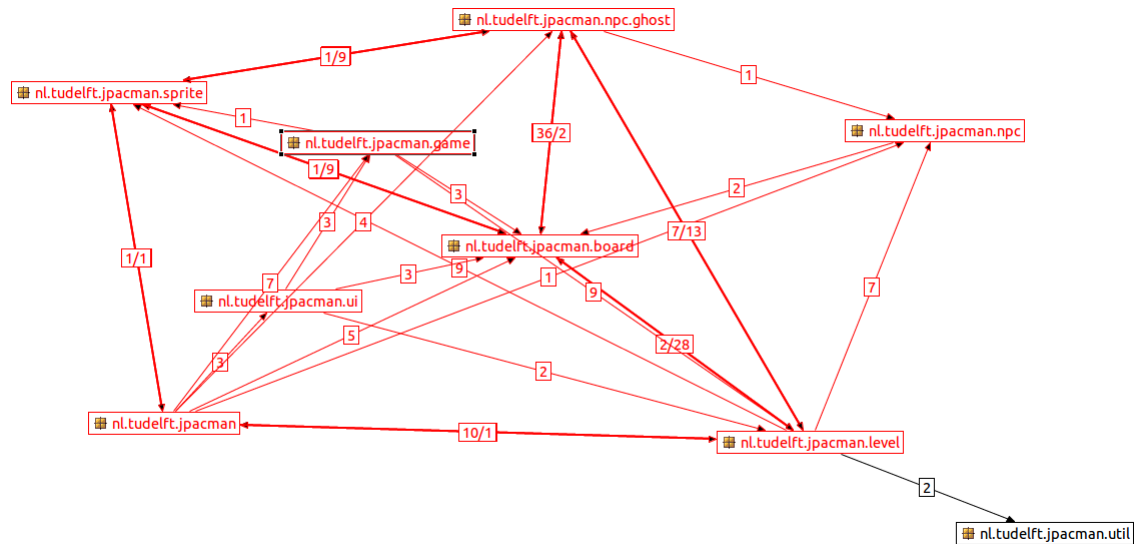 nl.tudelft.jpacman.npc.ghost
1/9
1
nl.tudelft.jpacman.sprite
1
36/2
nl.tudelft.jpacman.npc
nl.tudelft.jpacman.game
1/9
3
2
3
4
7/13
nl.tudelft.jpacman.board
1/1
3
9
1
7
7
9
nl.tudelft.jpacman.ui
5
2/28
3
2
nl.tudelft.jpacman
10/1
nl.tudelft.jpacman.level
2
nl.tudelft.jpacman.util